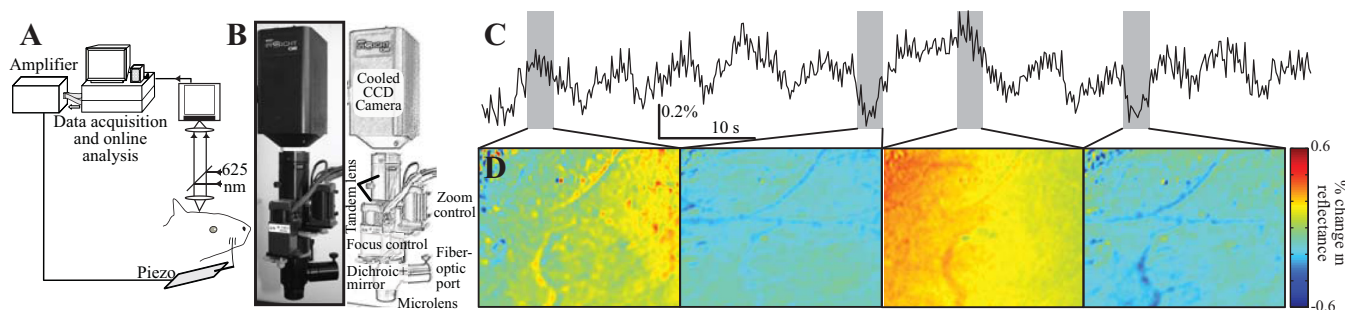 A
Amplifier
Data acquisition
and online
analysis
625
nm
Piezo
B
Cooled
CCD
Camera
Tandem lens
Zoom
control
Focus control
Dichroic+
mirror
Fiber-
optic
port
Microlens
C
0.2%
10 s
D
0.6
% change in
reflectance
-0.6